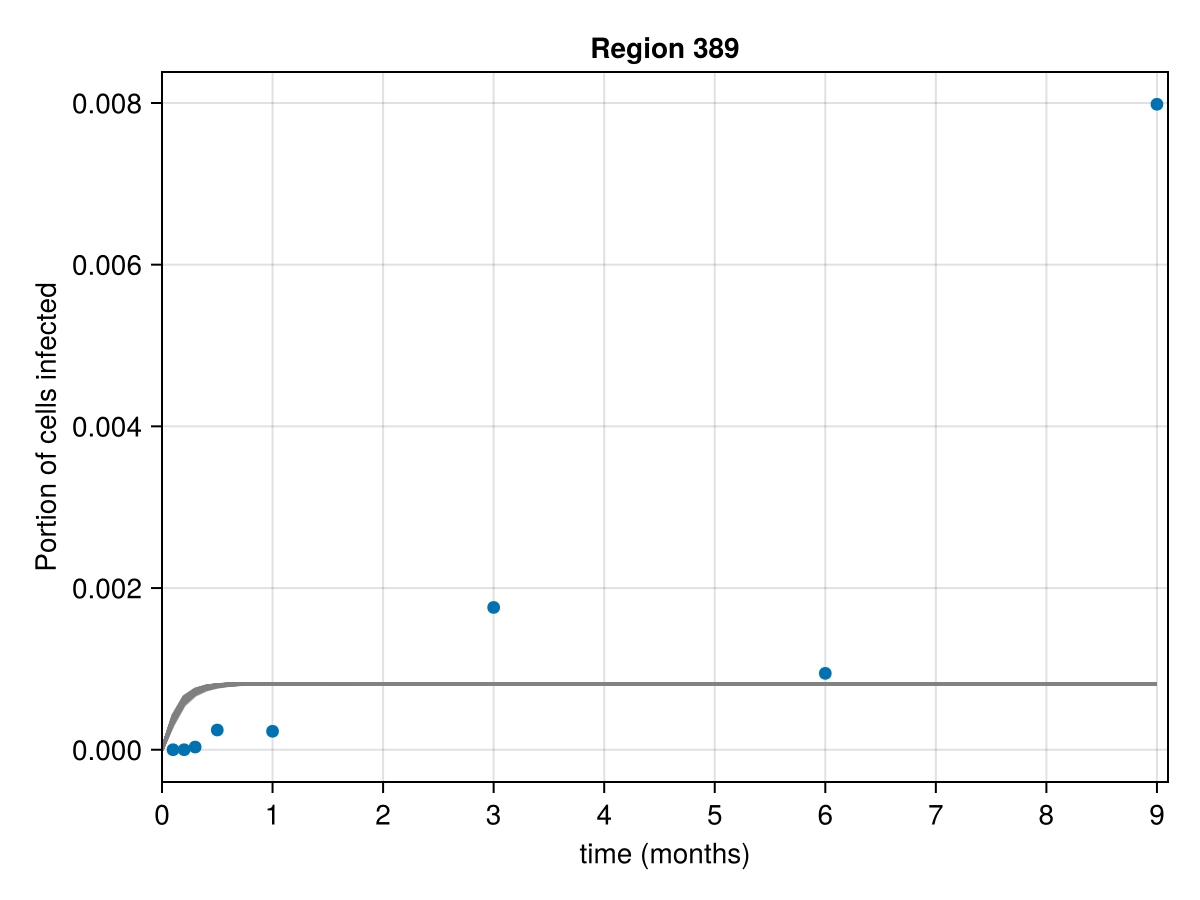 Region 389
Portion of cells infected
0.008
0.006
0.004
0.002
0.000
0 1 2 3 4 5 6 7 8 9
time (months)